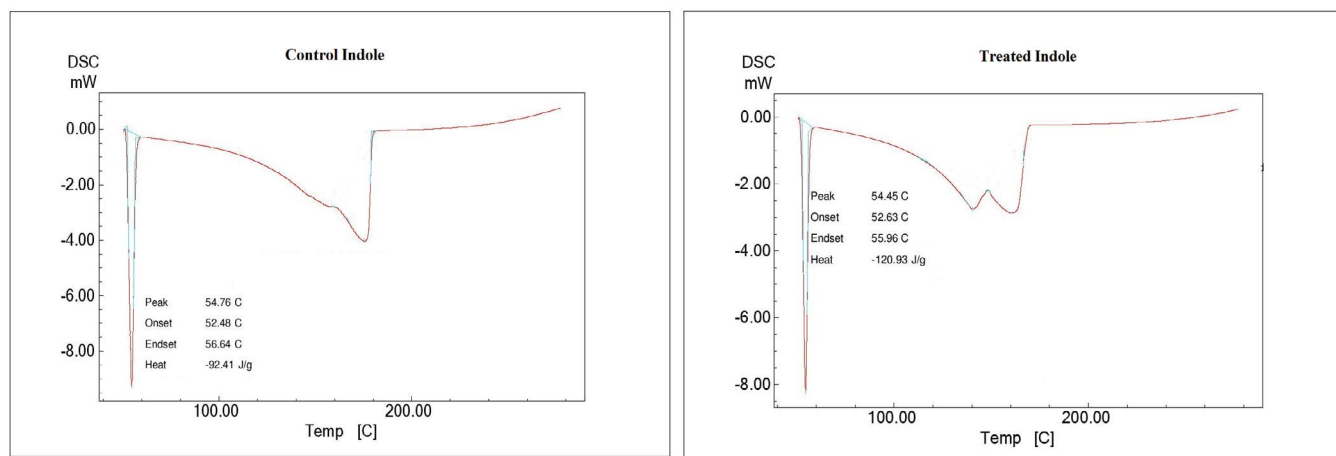 Control Indole
DSC
mW
0.00
-2.00
-4.00
-6.00
-8.00
Peak 54.76 C
Onset 52.48 C
Endset 56.64 C
Heat -92.41 J/g
100.00 200.00
Temp [C]
Treated Indole
DSC
mW
0.00
-2.00
-4.00
-6.00
-8.00
Peak 54.45 C
Onset 52.63 C
Endset 55.96 C
Heat -120.93 J/g
100.00 200.00
Temp [C]